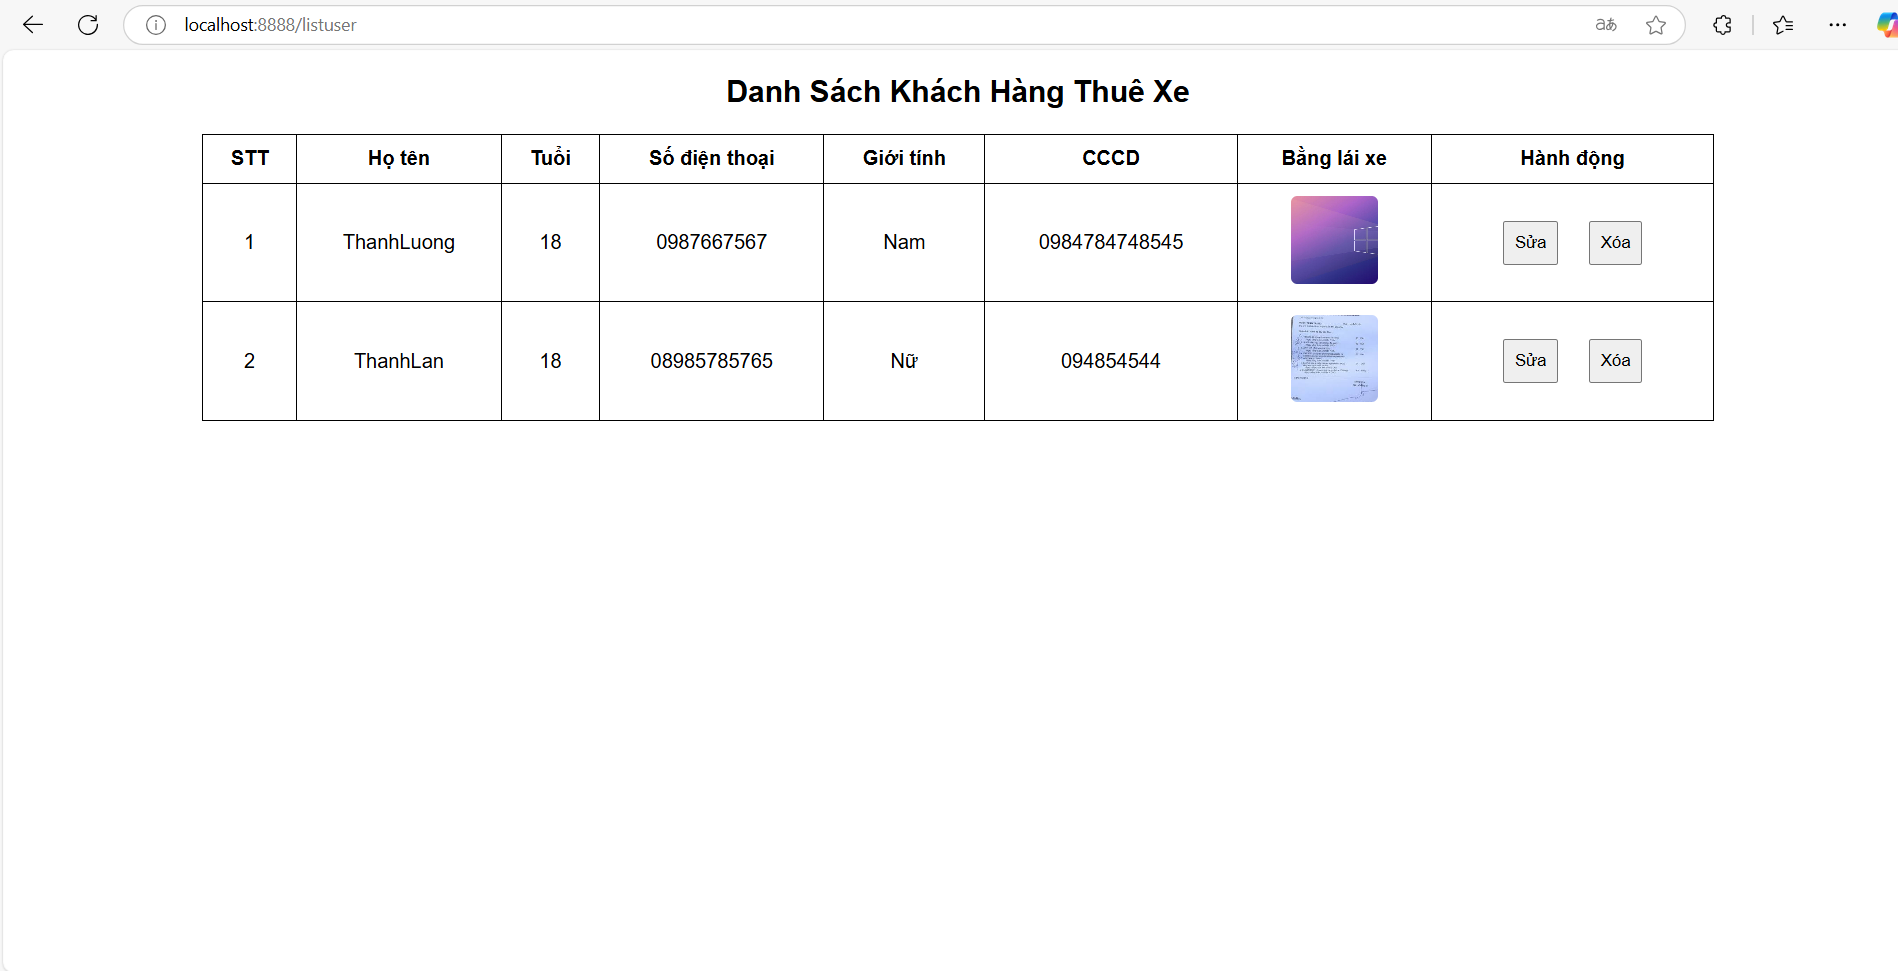 localhost:8888/listuser
Danh Sách Khách Hàng Thuê Xe
STT Họ tên Tuổi Số điện thoại Giới tính CCCD Bằng lái xe Hành động
1 ThanhLuong 18 0987667567 Nam 0984784748545 Sửa Xóa
2 ThanhLan 18 08985785765 Nữ 094854544 Sửa Xóa